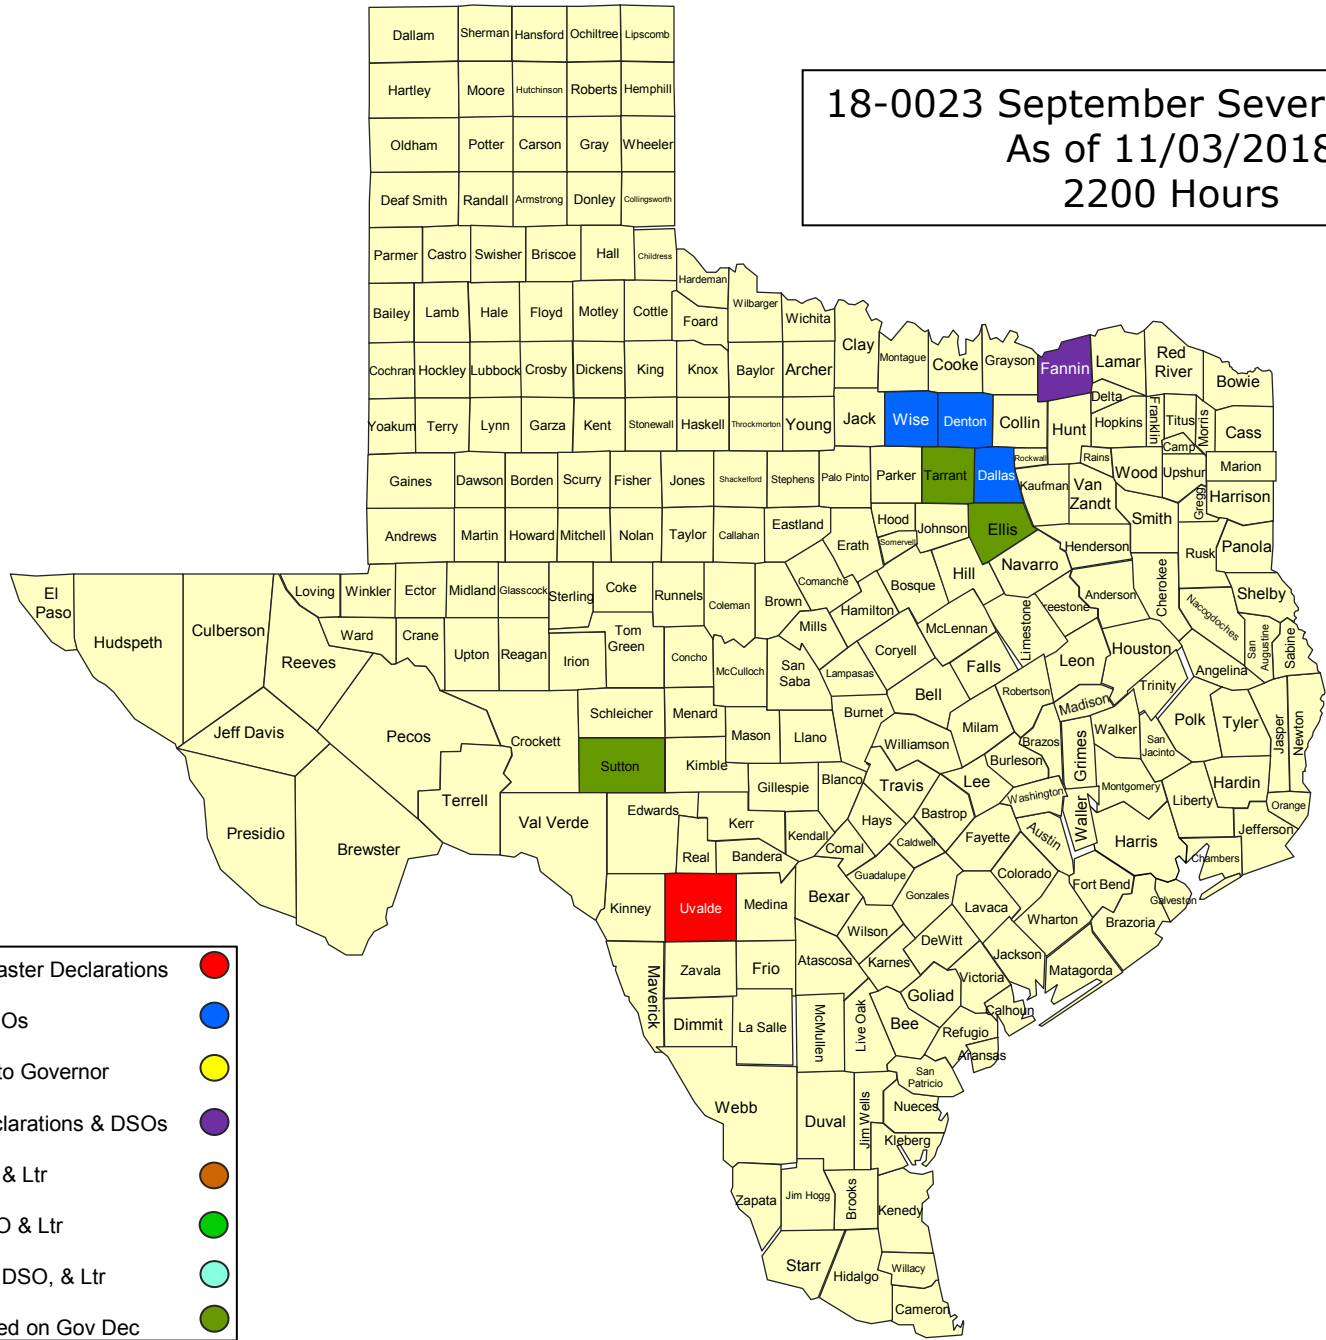 Dallam Sherman Hansford Ochiltree Lipscomb
Hartley Moore Hutchinson Roberts Hemphill
18-0023 September Sever
As of 11/03/2018
2200 Hours
Oldham Potter Carson Gray Wheeler
Deaf Smith Randall Armstrong Donley Collingsworth
Parmer Castro Swisher Briscoe Hall Childress
Hardeman
Bailey Lamb Hale Floyd Motley Cottle Foard Wilbarger Wichita
Clay Montague Cooke Grayson Fannin Lamar Red River Bowie
Cochran Hockley Lubbock Crosby Dickens King Knox Baylor Archer
Delta
Yoakum Terry Lynn Garza Kent Stonewall Haskell Throckmorton Young Jack Wise Denton Collin Hunt Hopkins Franklin Titus Morris Cass
Camp
Rockwall Rains Wood Upshur Marion
Gaines Dawson Borden Scurry Fisher Jones Shackelford Stephens Palo Pinto Parker Tarrant Dallas Kaufman Van Zandt Gregg Harrison
Smith
Andrews Martin Howard Mitchell Nolan Taylor Callahan Eastland Erath Hood Somervell Johnson Ellis Henderson Rusk Panola
Navarro
El Paso Hudspeth Culberson Loving Winkler Ector Midland Glasscock Sterling Coke Runnels Coleman Brown Comanche Hamilton Bosque Hill Limestone reestone Anderson Cherokee Nacogdoches Shelby
Reeves Ward Crane Upton Reagan Irion Tom Green Concho McCulloch San Saba Mills Lampasas Coryell McLennan Falls Leon Houston Angelina San Augustine Sabine
Jeff Davis Pecos Crockett Schleicher Menard Mason Llano Burnet Bell Milam Robertson Madison Trinity Polk Tyler Jasper Newton
Walker San Jacinto
Sutton Kimble Gillespie Blanco Williamson Travis Lee Burleson Brazos Grimes Washington Montgomery Liberty Hardin
Orange
Presidio Brewster Terrell Val Verde Edwards Kerr Kendall Hays Bastrop Caldwell Fayette Austin Waller Harris Jefferson
Real Bandera Comal Guadalupe Gonzales Colorado Fort Bend Chambers Galveston
Kinney Uvalde Medina Bexar Wilson Lavaca Wharton Brazoria
DeWitt
Maverick Zavala Frio Atascosa Karnes Jackson Matagorda
Victoria
Goliad
Dimmit La Salle McMullen Live Oak Bee Refugio Calhoun
Aransas
San Patricio
Webb Duval Jim Wells Nueces
Kleberg
Zapata Jim Hogg Brooks Kenedy
Starr Hidalgo Willacy
Cameron
aster Declarations
Os
to Governor
clarations & DSOs
& Ltr
O & Ltr
DSO, & Ltr
ed on Gov Dec